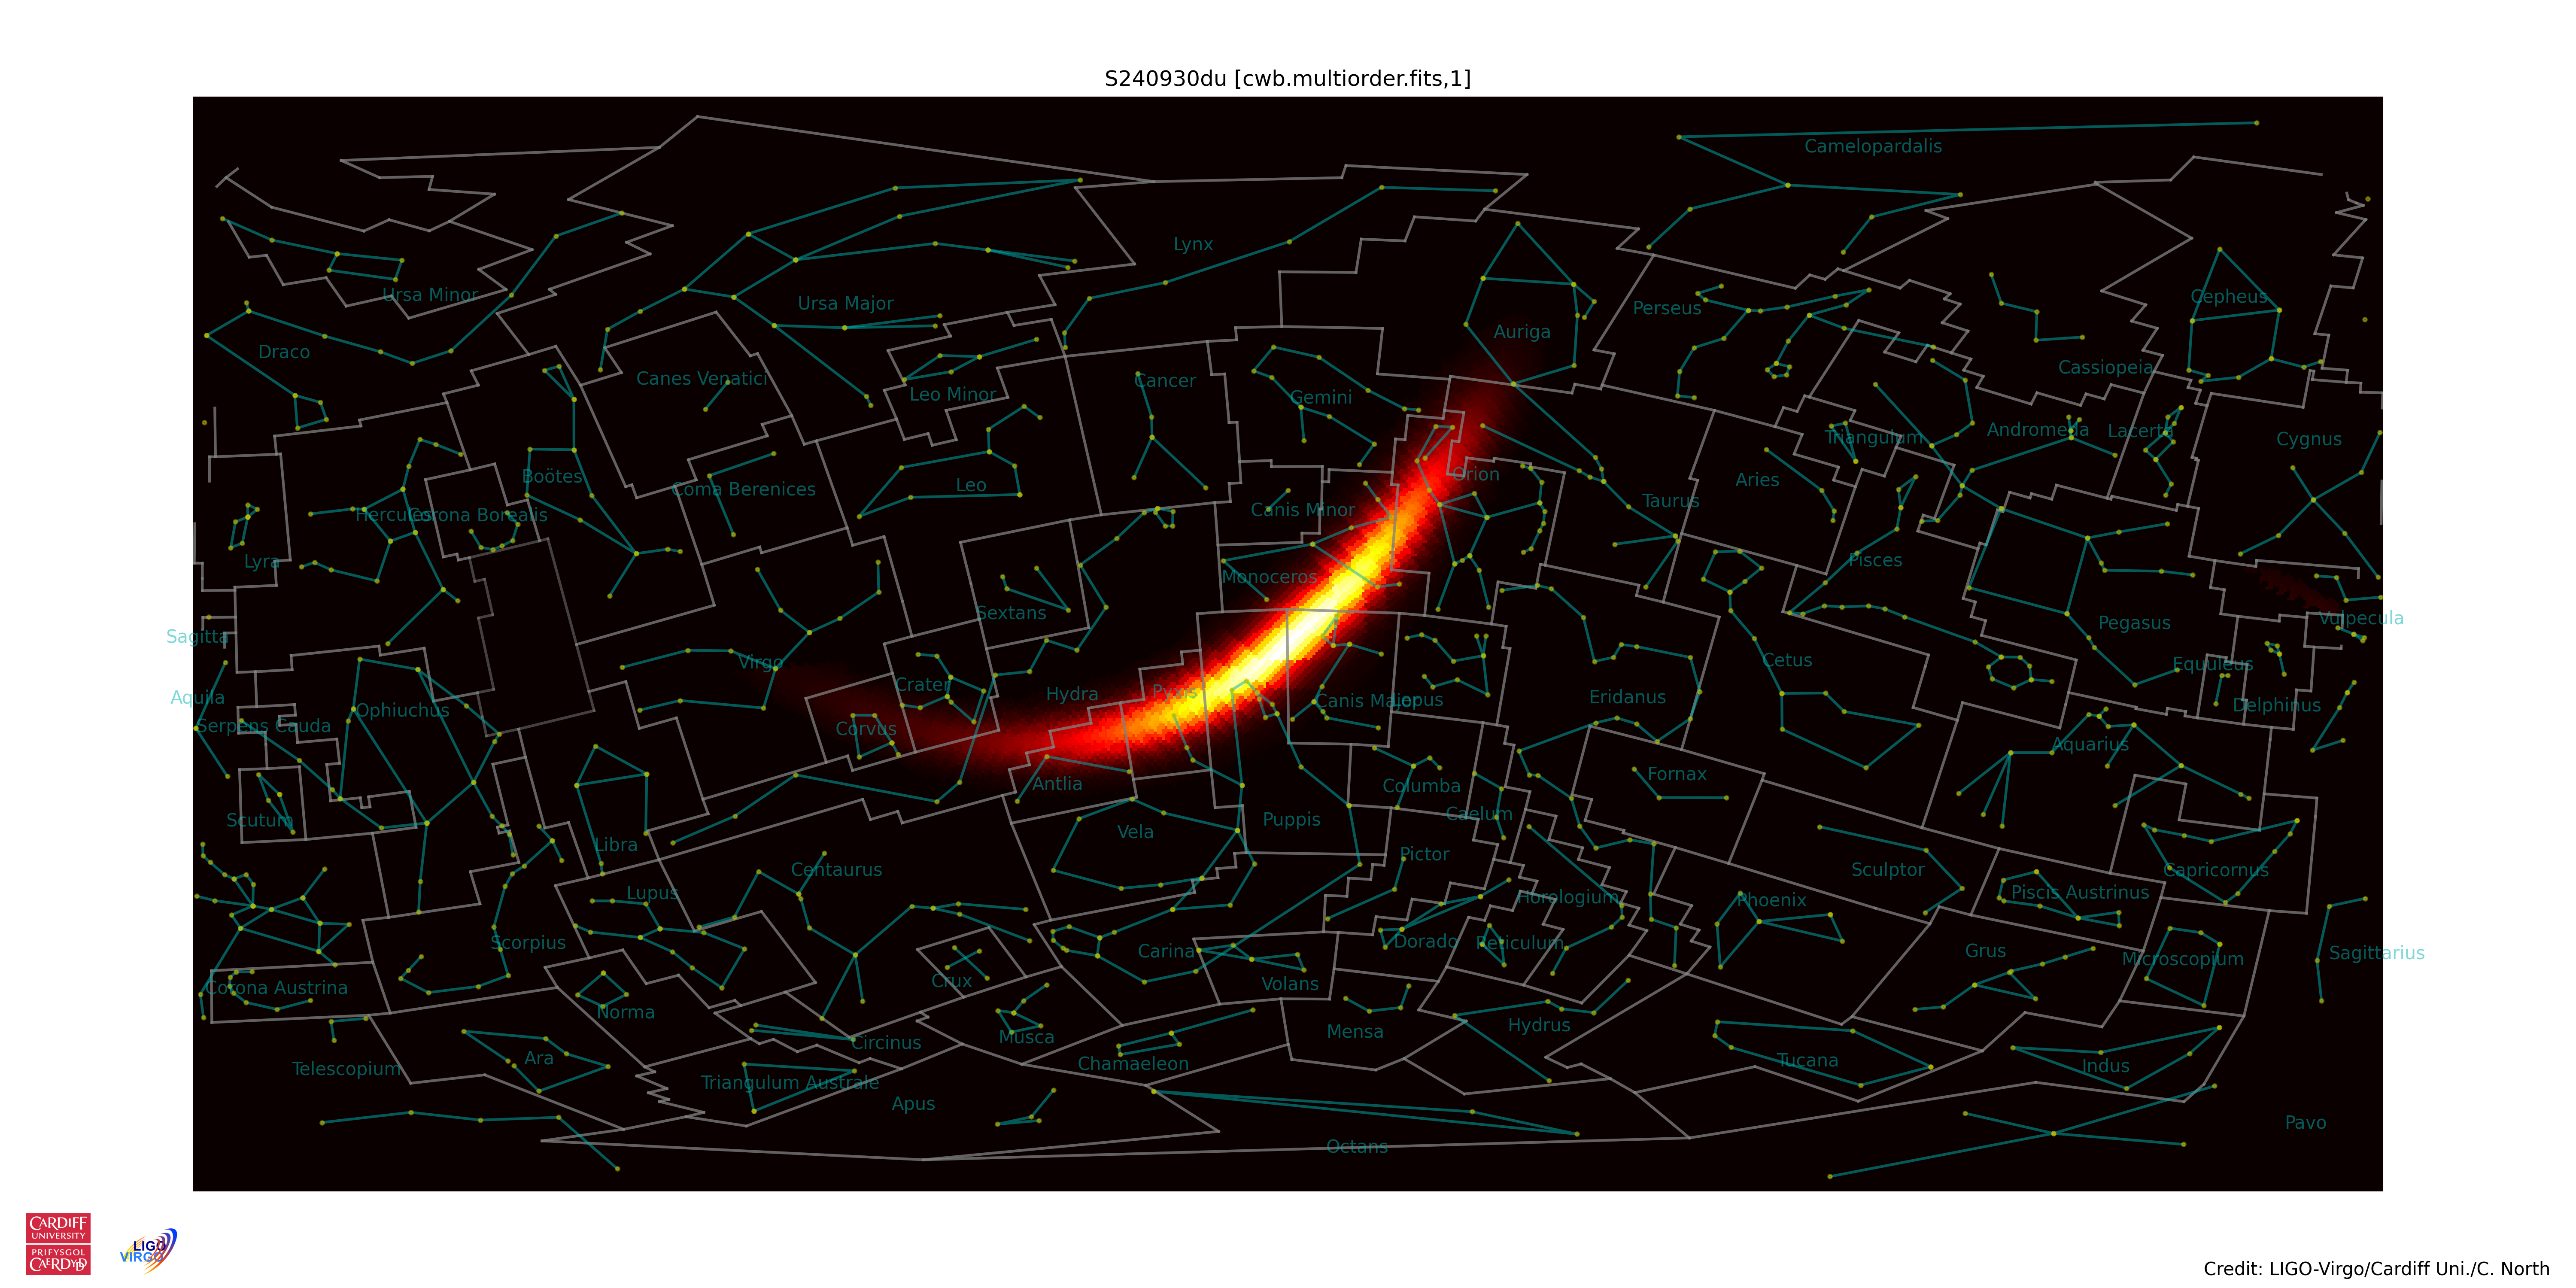 S240930du [cwb.multiorder.fits,1]
Camelopardalis
Lynx
Ursa Minor
Ursa Major
Perseus
Cepheus
Auriga
Draco
Cassiopeia
Canes Venatici
Cancer
Leo Minor
Gemini
Triangulum
Andromeda
Lacerta
Cygnus
Boötes
Orion
Coma Berenices
Leo
Aries
Taurus
Hercules
Corona Borealis
Canis Minor
Lyra
Monoceros
Pisces
Sextans
Vulpecula
Pegasus
Sagitta
Virgo
Cetus
Equuleus
Crater
Hydra
Pyxis
Aquila
Canis Major
Lepus
Eridanus
Delphinus
Ophiuchus
Serpens Cauda
Corvus
Aquarius
Fornax
Antlia
Columba
Caelum
Scutum
Puppis
Vela
Libra
Pictor
Centaurus
Sculptor
Capricornus
Lupus
Horologium
Phoenix
Piscis Austrinus
Scorpius
Dorado
Reticulum
Carina
Grus
Sagittarius
Microscopium
Crux
Volans
Corona Austrina
Norma
Hydrus
Mensa
Musca
Circinus
Ara
Tucana
Chamaeleon
Indus
Telescopium
Triangulum Australe
Apus
Pavo
Octans
CARDIFF
UNIVERSITY
PRIFYSGOL
CAERDYDD
LIGO
VIRGO
Credit: LIGO-Virgo/Cardiff Uni./C. North